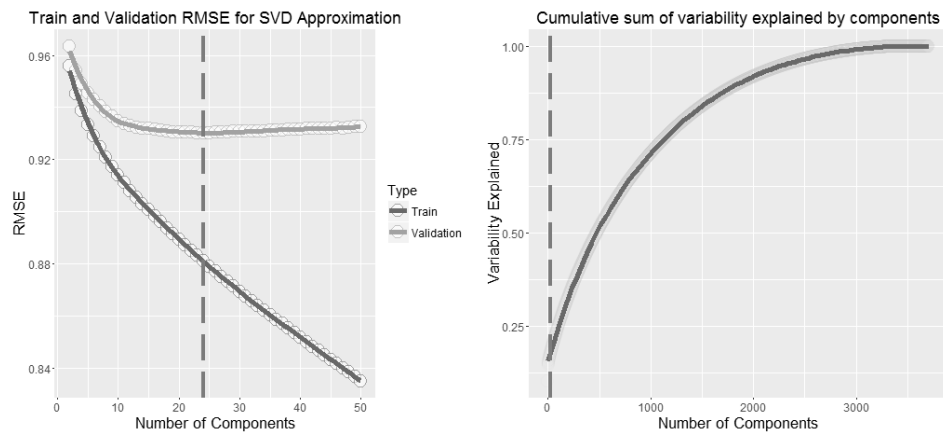 Train and Validation RMSE for SVD Approximation
0.96
0.92
0.88
0.84
RMSE
0
10
20
30
40
50
Number of Components
Type
Train
Validation
Cumulative sum of variability explained by components
1.00
0.75
0.50
0.25
Variability Explained
0
1000
2000
3000
Number of Components